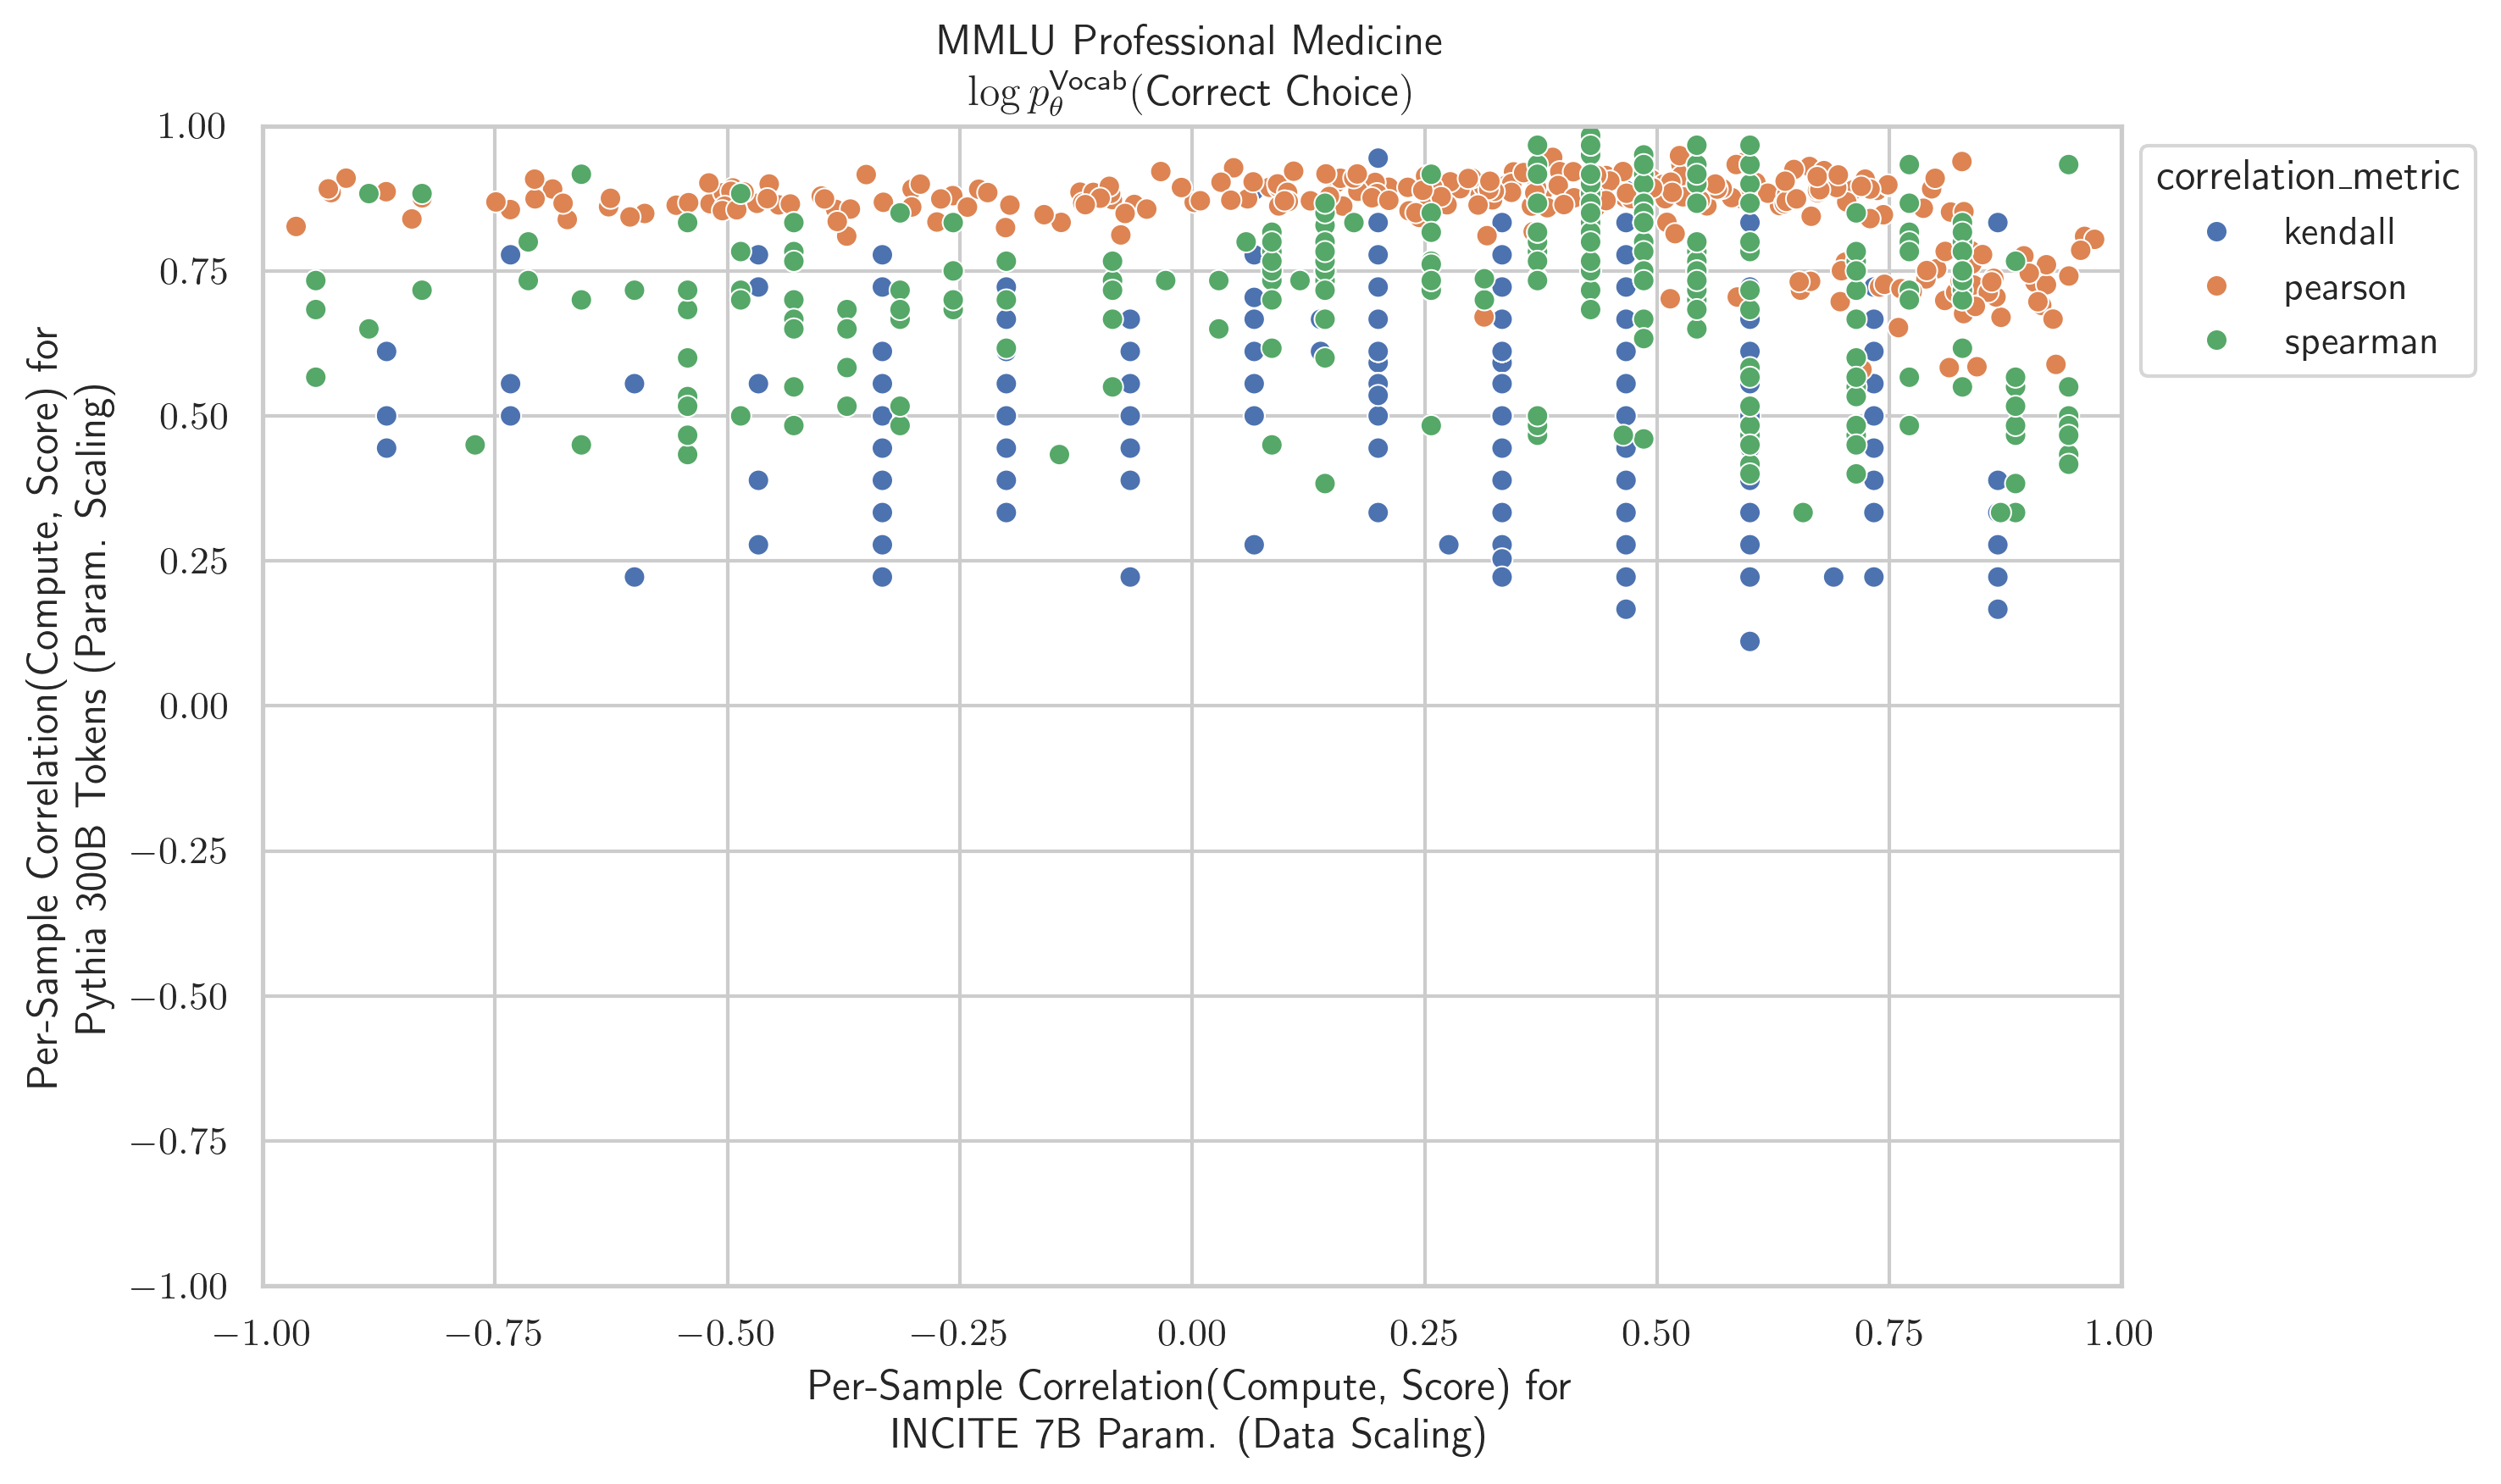 MMLU Professional Medicine
log p_θ^Vocab(Correct Choice)
1.00
0.75
0.50
0.25
0.00
−0.25
−0.50
−0.75
−1.00
Per-Sample Correlation(Compute, Score) for
Pythia 300B Tokens (Param. Scaling)
−1.00 −0.75 −0.50 −0.25 0.00 0.25 0.50 0.75 1.00
Per-Sample Correlation(Compute, Score) for
INCITE 7B Param. (Data Scaling)
correlation_metric
kendall
pearson
spearman